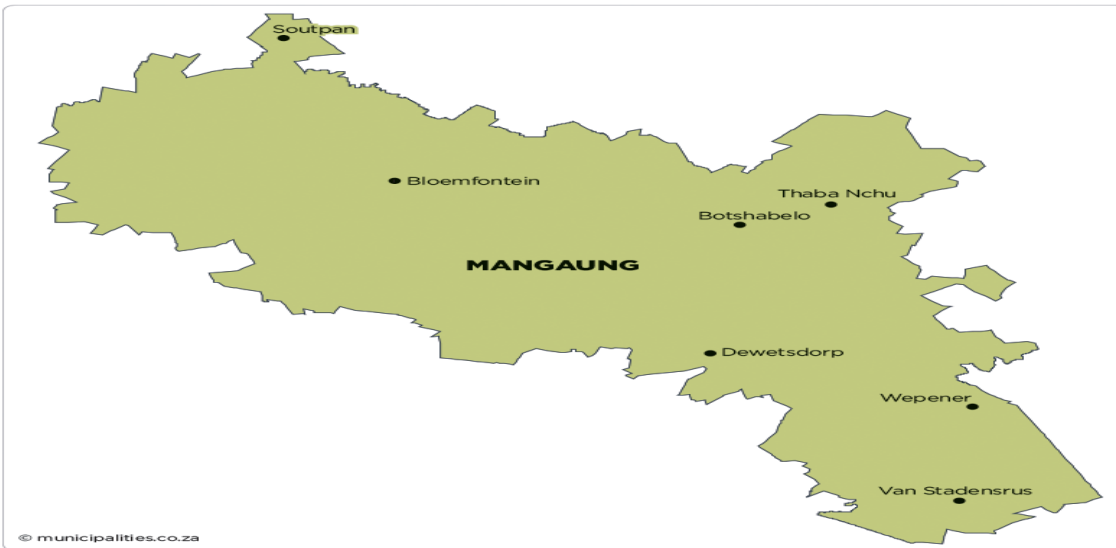 Soutpan
Bloemfontein
Thaba Nchu
Botshabelo
MANGAUNG
Dewetsdorp
Wepener
Van Stadensrus
© municipalities.co.za